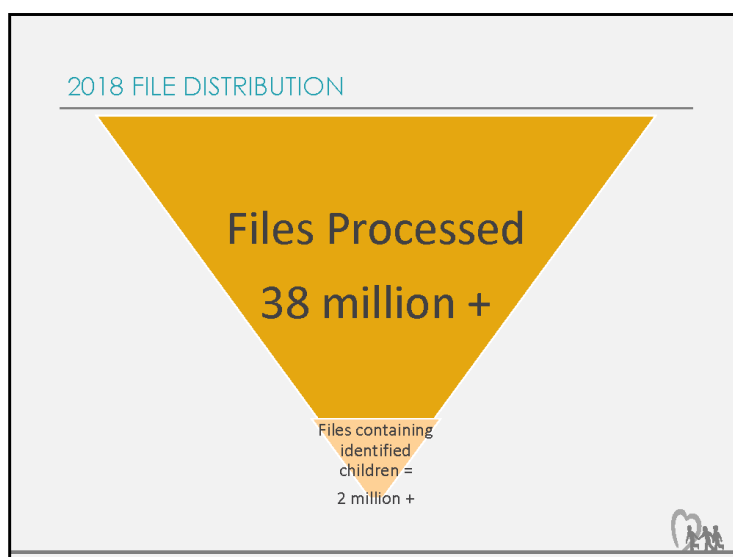 2018 FILE DISTRIBUTION
Files Processed
38 million +
Files containing
identified
children =
2 million +